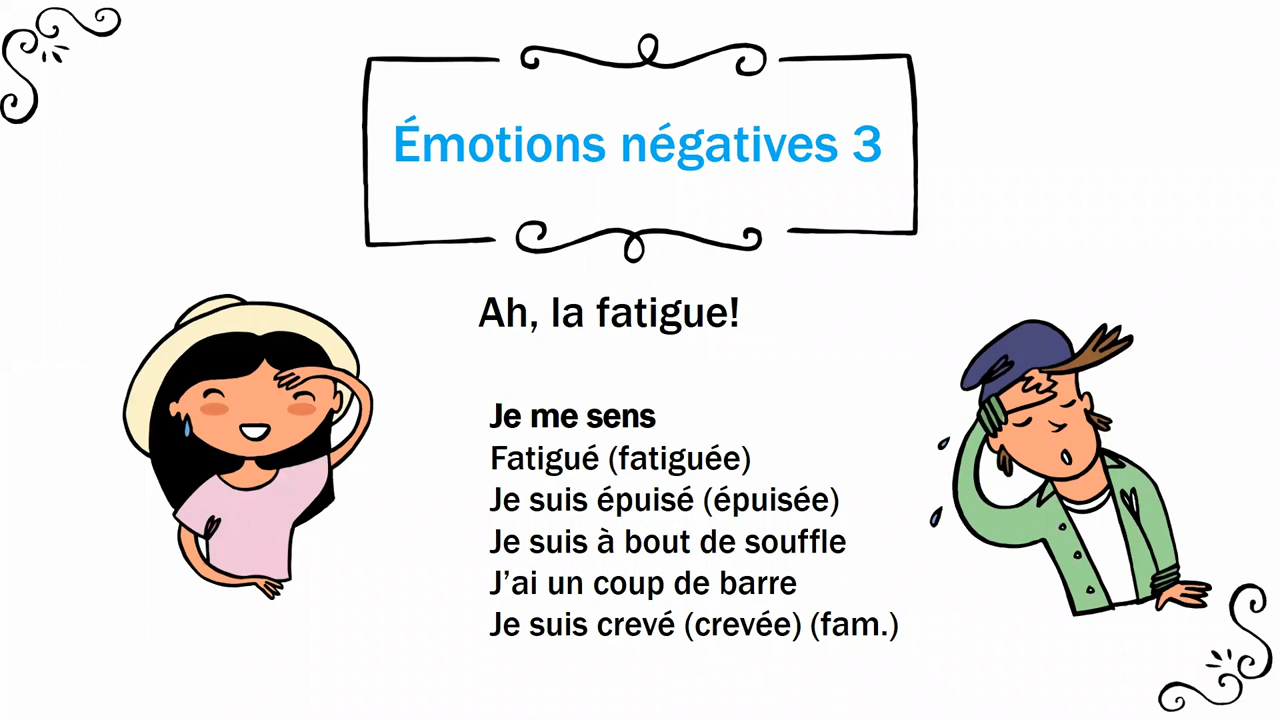 Émotions négatives 3
Ah, la fatigue!
Je me sens
Fatigué (fatiguée)
Je suis épuisé (épuisée)
Je suis à bout de souffle
J’ai un coup de barre
Je suis crevé (crevée) (fam.)